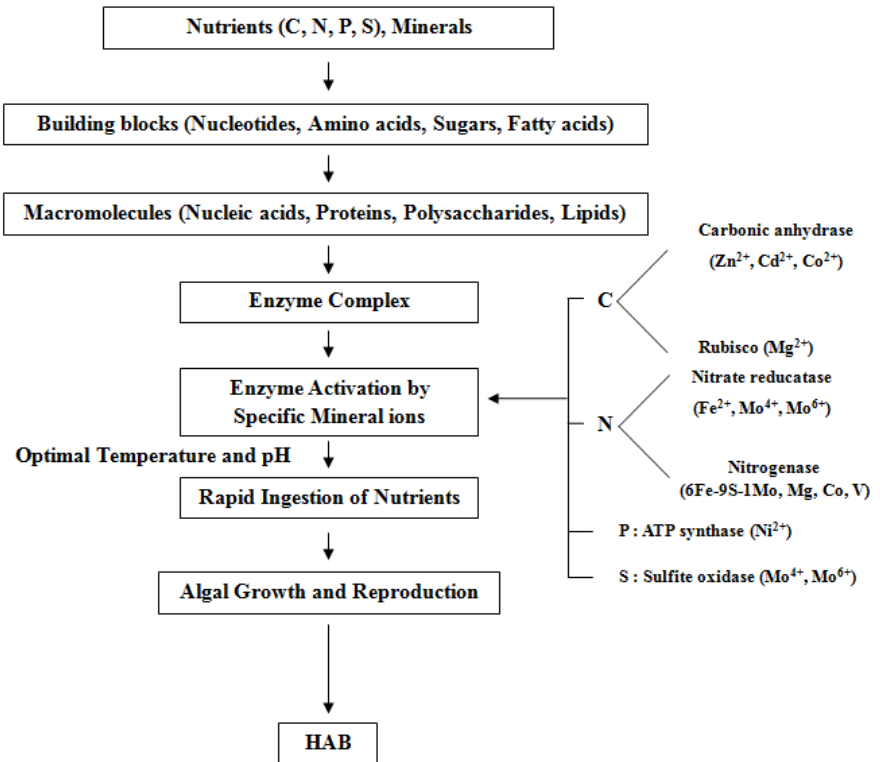 Nutrients (C, N, P, S), Minerals
Building blocks (Nucleotides, Amino acids, Sugars, Fatty acids)
Macromolecules (Nucleic acids, Proteins, Polysaccharides, Lipids)
Enzyme Complex
Enzyme Activation by
Specific Mineral ions
Optimal Temperature and pH
Rapid Ingestion of Nutrients
Algal Growth and Reproduction
HAB
C
Carbonic anhydrase
(Zn²⁺, Cd²⁺, Co²⁺)
Rubisco (Mg²⁺)
N
Nitrate reducatase
(Fe²⁺, Mo⁴⁺, Mo⁶⁺)
Nitrogenase
(6Fe-9S-1Mo, Mg, Co, V)
P : ATP synthase (Ni²⁺)
S : Sulfite oxidase (Mo⁴⁺, Mo⁶⁺)